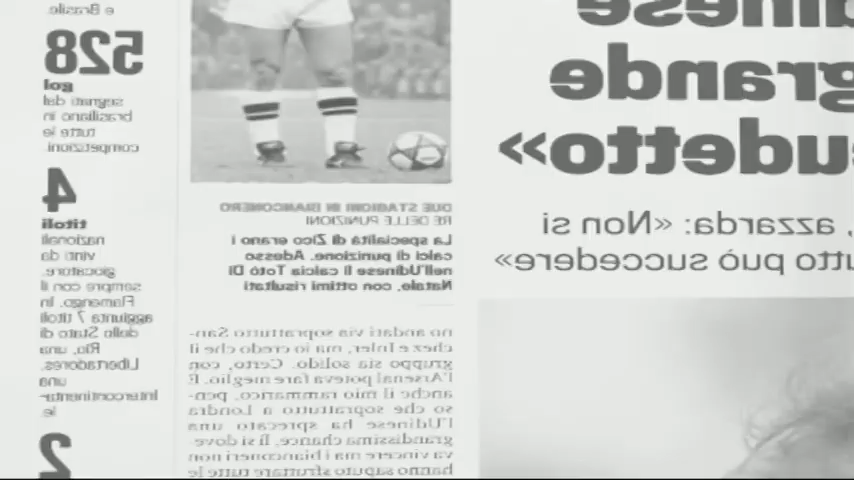 dinese
grande
udetto»
, azzarda: «Non si
utto può succedere»
DUE STAGIONI IN BIANCONERO
RE DELLE PUNIZIONI
La specialità di Zico erano i
calci di punizione. Adesso
nell'Udinese li calcia Totò Di
Natale, con ottimi risultati
no andati via soprattutto San-
chez e Inler, ma io credo che il
gruppo sia solido. Certo, con
l'Arsenal poteva fare meglio. E
anche il mio rammarico, pen-
so che soprattutto a Londra
l'Udinese ha sprecato una
grandissima chance, lì si dove-
va vincere ma i bianconeri non
hanno saputo sfruttare tutte le
e Brasile.
528
gol
segnati dal
brasiliano in
tutte le
competizioni
4
titoli
nazionali
vinti da
giocatore,
sempre con il
Flamengo. In
aggiunta 7 titoli
dello Stato di
Rio, una
Libertadores,
una
Intercontinenta-
le
2